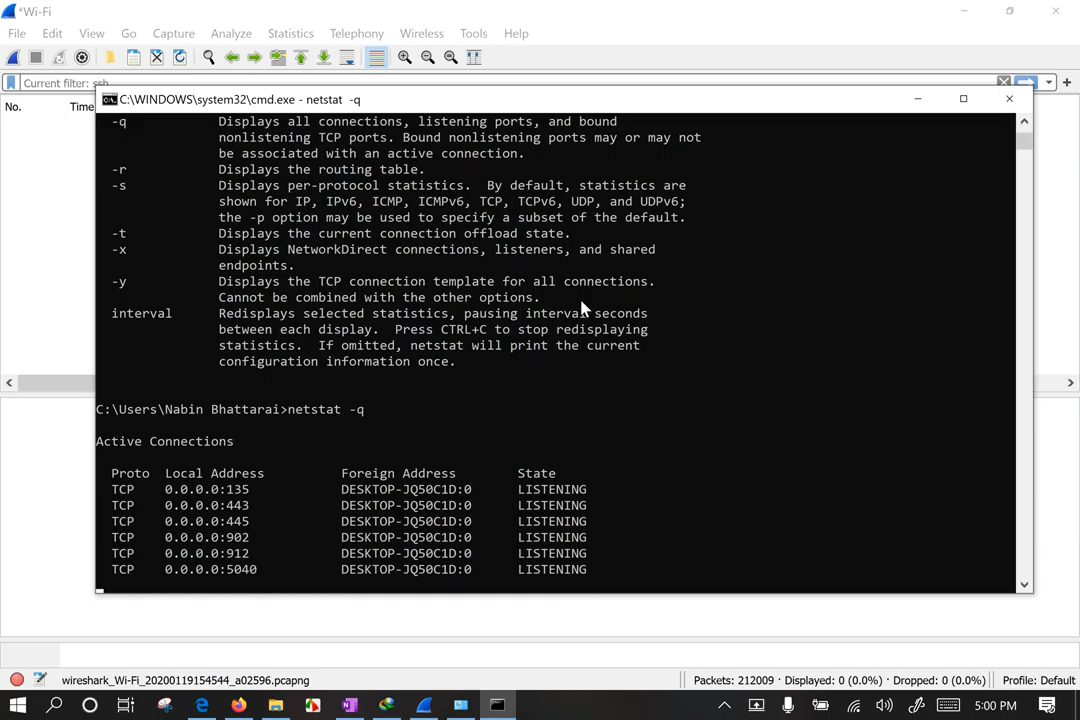 *Wi-Fi
File Edit View Go Capture Analyze Statistics Telephony Wireless Tools Help
Current filter: ssh
No. Time
C:\WINDOWS\system32\cmd.exe - netstat -q
-q Displays all connections, listening ports, and bound
nonlistening TCP ports. Bound nonlistening ports may or may not
be associated with an active connection.
-r Displays the routing table.
-s Displays per-protocol statistics. By default, statistics are
shown for IP, IPv6, ICMP, ICMPv6, TCP, TCPv6, UDP, and UDPv6;
the -p option may be used to specify a subset of the default.
-t Displays the current connection offload state.
-x Displays NetworkDirect connections, listeners, and shared
endpoints.
-y Displays the TCP connection template for all connections.
Cannot be combined with the other options.
interval Redisplays selected statistics, pausing interval seconds
between each display. Press CTRL+C to stop redisplaying
statistics. If omitted, netstat will print the current
configuration information once.
C:\Users\Nabin Bhattarai>netstat -q
Active Connections
Proto Local Address Foreign Address State
TCP 0.0.0.0:135 DESKTOP-JQ50C1D:0 LISTENING
TCP 0.0.0.0:443 DESKTOP-JQ50C1D:0 LISTENING
TCP 0.0.0.0:445 DESKTOP-JQ50C1D:0 LISTENING
TCP 0.0.0.0:902 DESKTOP-JQ50C1D:0 LISTENING
TCP 0.0.0.0:912 DESKTOP-JQ50C1D:0 LISTENING
TCP 0.0.0.0:5040 DESKTOP-JQ50C1D:0 LISTENING
wireshark_Wi-Fi_20200119154544_a02596.pcapng Packets: 212009 · Displayed: 0 (0.0%) · Dropped: 0 (0.0%) Profile: Default
5:00 PM